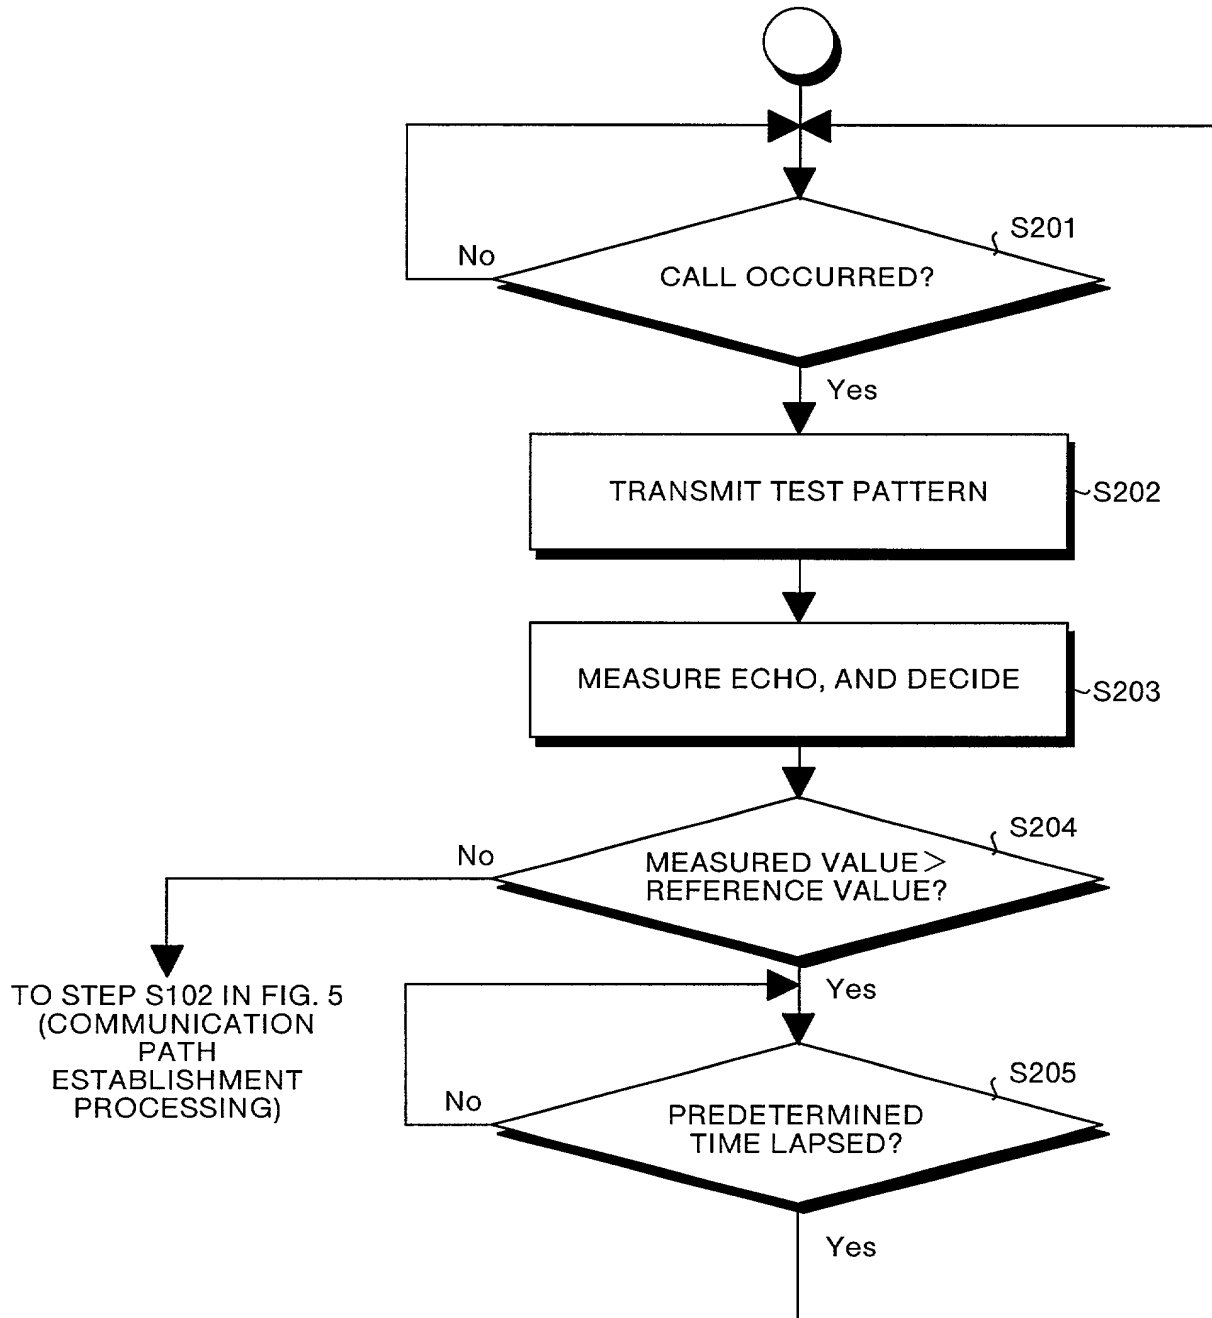 S201
No
CALL OCCURRED?
Yes
TRANSMIT TEST PATTERN
S202
MEASURE ECHO, AND DECIDE
S203
S204
No
MEASURED VALUE>
REFERENCE VALUE?
Yes
TO STEP S102 IN FIG. 5
(COMMUNICATION
PATH
ESTABLISHMENT
PROCESSING)
S205
No
PREDETERMINED
TIME LAPSED?
Yes